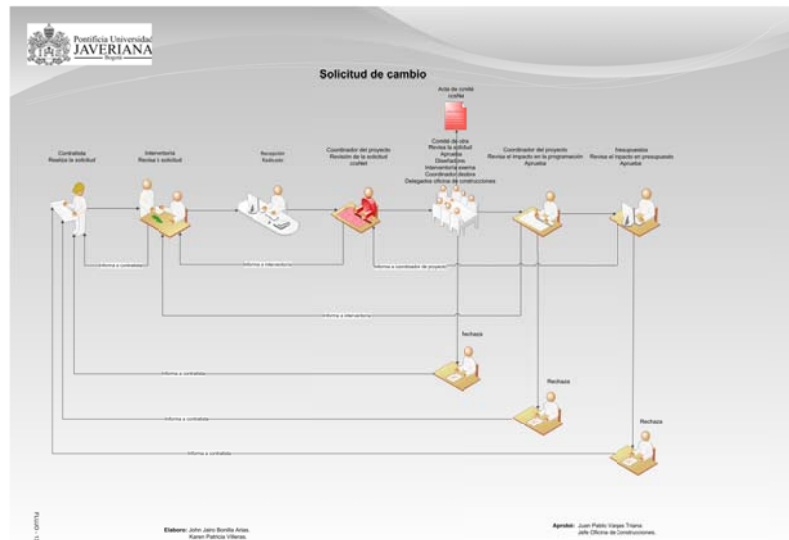 Pontificia Universidad
JAVERIANA
Bogotá
Solicitud de cambio
Acta de comité
Contratista
Realiza la solicitud
Interventoria
Revisa la solicitud
Recepción
Radicado
Coordinador del proyecto
Revisión de la solicitud
Comité de obra
Revisa la solicitud
Aprueba
Diseñadores
Interventoria externa
Coordinador
Delegados oficina de construcciones.
Coordinador del proyecto
Revisa el impacto en la programación
Aprueba
Presupuestos
Revisa el impacto en presupuesto
Aprueba
Informa a contratista
Informa a interventoria
Informa a coordinador de proyecto
Informa a interventoria
Rechaza
Informa a contratista
Rechaza
Informa a contratista
Rechaza
Informa a contratista
Elaboro: John Jairo Bonilla Arias.
Karen Patricia Villeras.
Aprobó: Juan Pablo Vargas Triana
Jefe Oficina de Construcciones.